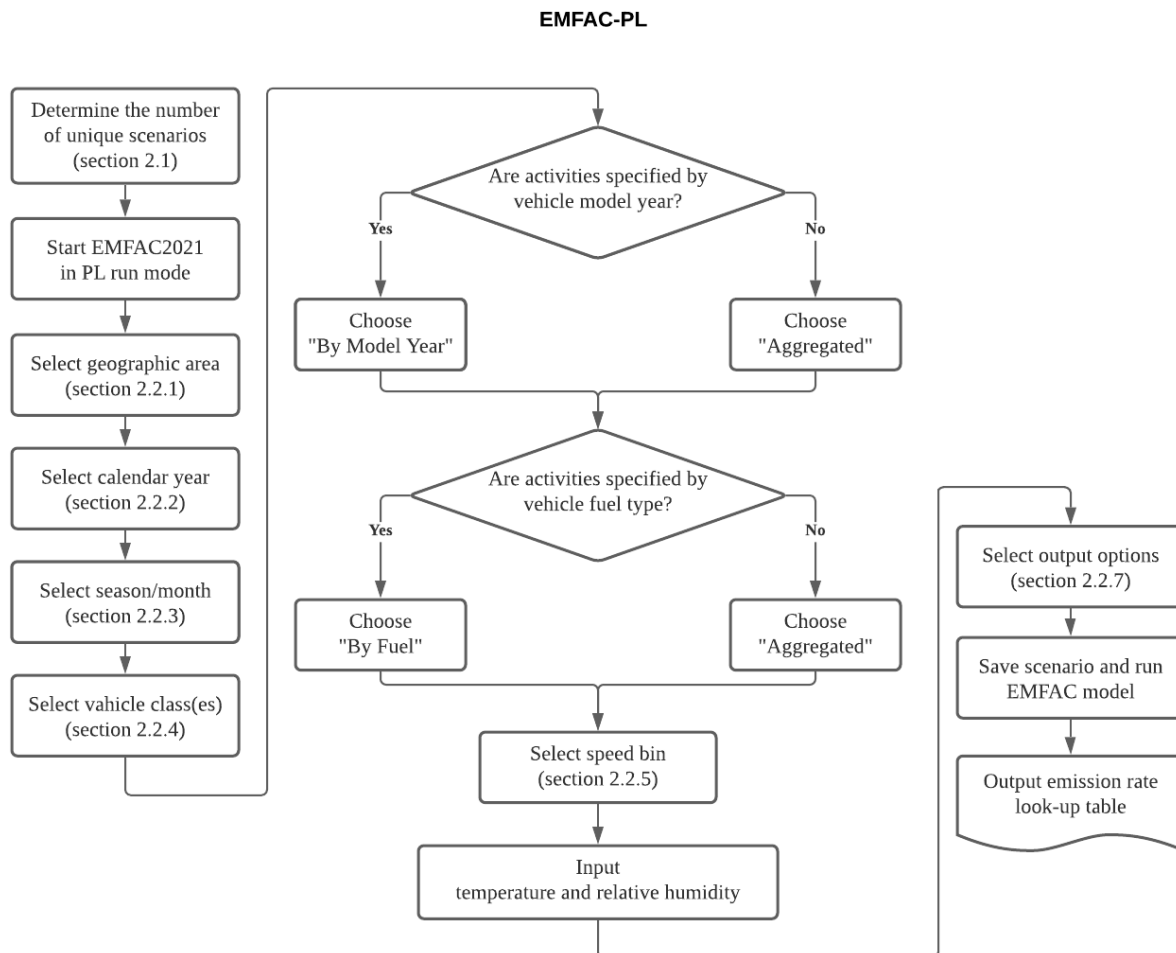 EMFAC-PL
Determine the number
of unique scenarios
(section 2.1)
Start EMFAC2021
in PL run mode
Select geographic area
(section 2.2.1)
Select calendar year
(section 2.2.2)
Select season/month
(section 2.2.3)
Select vahicle class(es)
(section 2.2.4)
Are activities specified by
vehicle model year?
Yes
No
Choose
"By Model Year"
Choose
"Aggregated"
Are activities specified by
vehicle fuel type?
Yes
No
Choose
"By Fuel"
Choose
"Aggregated"
Select speed bin
(section 2.2.5)
Input
temperature and relative humidity
Select output options
(section 2.2.7)
Save scenario and run
EMFAC model
Output emission rate
look-up table